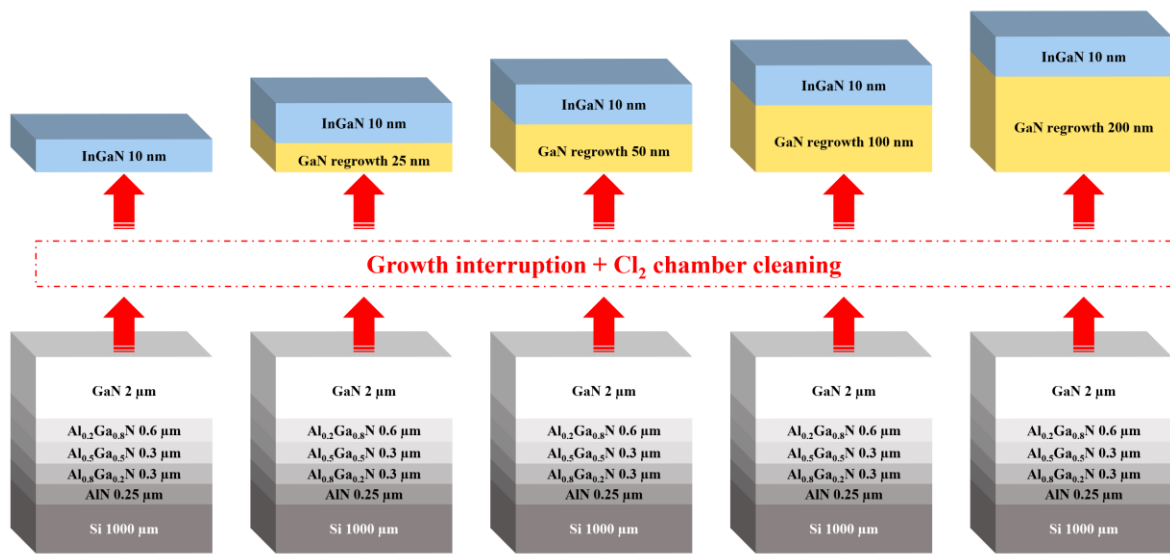 InGaN 10 nm
InGaN 10 nm
GaN regrowth 25 nm
InGaN 10 nm
GaN regrowth 50 nm
InGaN 10 nm
GaN regrowth 100 nm
InGaN 10 nm
GaN regrowth 200 nm
Growth interruption + Cl₂ chamber cleaning
GaN 2 µm
Al₀.₂Ga₀.₈N 0.6 µm
Al₀.₅Ga₀.₅N 0.3 µm
Al₀.₈Ga₀.₂N 0.3 µm
AlN 0.25 µm
Si 1000 µm
GaN 2 µm
Al₀.₂Ga₀.₈N 0.6 µm
Al₀.₅Ga₀.₅N 0.3 µm
Al₀.₈Ga₀.₂N 0.3 µm
AlN 0.25 µm
Si 1000 µm
GaN 2 µm
Al₀.₂Ga₀.₈N 0.6 µm
Al₀.₅Ga₀.₅N 0.3 µm
Al₀.₈Ga₀.₂N 0.3 µm
AlN 0.25 µm
Si 1000 µm
GaN 2 µm
Al₀.₂Ga₀.₈N 0.6 µm
Al₀.₅Ga₀.₅N 0.3 µm
Al₀.₈Ga₀.₂N 0.3 µm
AlN 0.25 µm
Si 1000 µm
GaN 2 µm
Al₀.₂Ga₀.₈N 0.6 µm
Al₀.₅Ga₀.₅N 0.3 µm
Al₀.₈Ga₀.₂N 0.3 µm
AlN 0.25 µm
Si 1000 µm